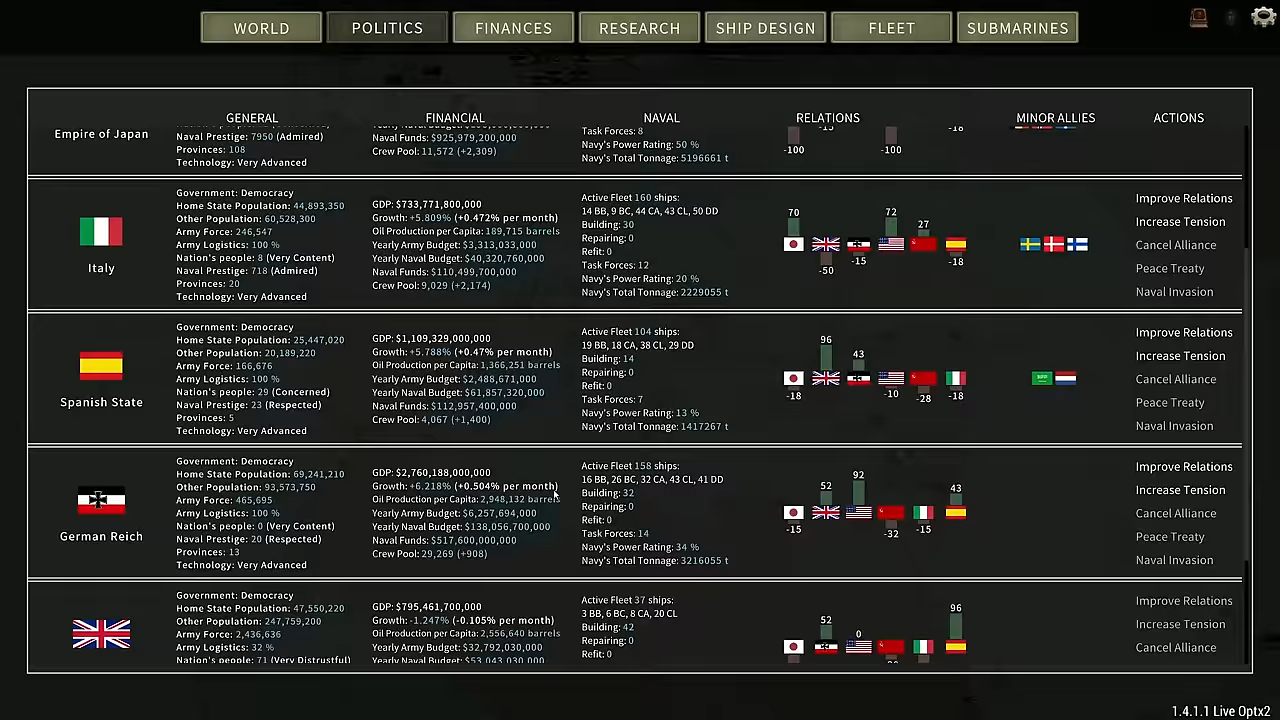 WORLD POLITICS FINANCES RESEARCH SHIP DESIGN FLEET SUBMARINES
GENERAL FINANCIAL NAVAL RELATIONS MINOR ALLIES ACTIONS
Empire of Japan
Naval Prestige: 7950 (Admired)
Provinces: 108
Technology: Very Advanced
Naval Funds: $925,979,200,000
Crew Pool: 11,572 (+2,309)
Task Forces: 8
Navy's Power Rating: 50 %
Navy's Total Tonnage: 5196661 t
-100 -15 -100 -18
Italy
Government: Democracy
Home State Population: 44,893,350
Other Population: 60,528,300
Army Force: 246,547
Army Logistics: 100 %
Nation's people: 8 (Very Content)
Naval Prestige: 718 (Admired)
Provinces: 20
Technology: Very Advanced
GDP: $733,771,800,000
Growth: +5.809% (+0.472% per month)
Oil Production per Capita: 189,715 barrels
Yearly Army Budget: $3,313,033,000
Yearly Naval Budget: $40,320,760,000
Naval Funds: $110,499,700,000
Crew Pool: 9,029 (+2,174)
Active Fleet 160 ships:
14 BB, 9 BC, 44 CA, 43 CL, 50 DD
Building: 30
Repairing: 0
Refit: 0
Task Forces: 12
Navy's Power Rating: 20 %
Navy's Total Tonnage: 2229055 t
70 72 27
-50 -15 -18
Improve Relations
Increase Tension
Cancel Alliance
Peace Treaty
Naval Invasion
Spanish State
Government: Democracy
Home State Population: 25,447,020
Other Population: 20,189,220
Army Force: 166,676
Army Logistics: 100 %
Nation's people: 29 (Concerned)
Naval Prestige: 23 (Respected)
Provinces: 5
Technology: Very Advanced
GDP: $1,109,329,000,000
Growth: +5.788% (+0.47% per month)
Oil Production per Capita: 1,366,251 barrels
Yearly Army Budget: $2,488,671,000
Yearly Naval Budget: $61,857,320,000
Naval Funds: $112,957,400,000
Crew Pool: 4,067 (+1,400)
Active Fleet 104 ships:
19 BB, 18 CA, 38 CL, 29 DD
Building: 14
Repairing: 0
Refit: 0
Task Forces: 7
Navy's Power Rating: 13 %
Navy's Total Tonnage: 1417267 t
96 43
-18 -10 -28 -18
Improve Relations
Increase Tension
Cancel Alliance
Peace Treaty
Naval Invasion
German Reich
Government: Democracy
Home State Population: 69,241,210
Other Population: 93,573,750
Army Force: 465,695
Army Logistics: 100 %
Nation's people: 0 (Very Content)
Naval Prestige: 20 (Respected)
Provinces: 13
Technology: Very Advanced
GDP: $2,760,188,000,000
Growth: +6.218% (+0.504% per month)
Oil Production per Capita: 2,948,132 barrels
Yearly Army Budget: $6,257,694,000
Yearly Naval Budget: $138,056,700,000
Naval Funds: $517,600,000,000
Crew Pool: 29,269 (+908)
Active Fleet 158 ships:
16 BB, 26 BC, 32 CA, 43 CL, 41 DD
Building: 32
Repairing: 0
Refit: 0
Task Forces: 14
Navy's Power Rating: 34 %
Navy's Total Tonnage: 3216055 t
52 92 43
-15 -32 -15
Improve Relations
Increase Tension
Cancel Alliance
Peace Treaty
Naval Invasion
Government: Democracy
Home State Population: 47,550,220
Other Population: 247,759,200
Army Force: 2,436,636
Army Logistics: 32 %
Nation's people: 71 (Very Distrustful)
GDP: $795,461,700,000
Growth: -1.247% (-0.105% per month)
Oil Production per Capita: 2,556,640 barrels
Yearly Army Budget: $32,792,030,000
Yearly Naval Budget: $53,043,030,000
Active Fleet 37 ships:
3 BB, 6 BC, 8 CA, 20 CL
Building: 42
Repairing: 0
Refit: 0
52 0 96
Improve Relations
Increase Tension
Cancel Alliance
1.4.1.1 Live Optx2